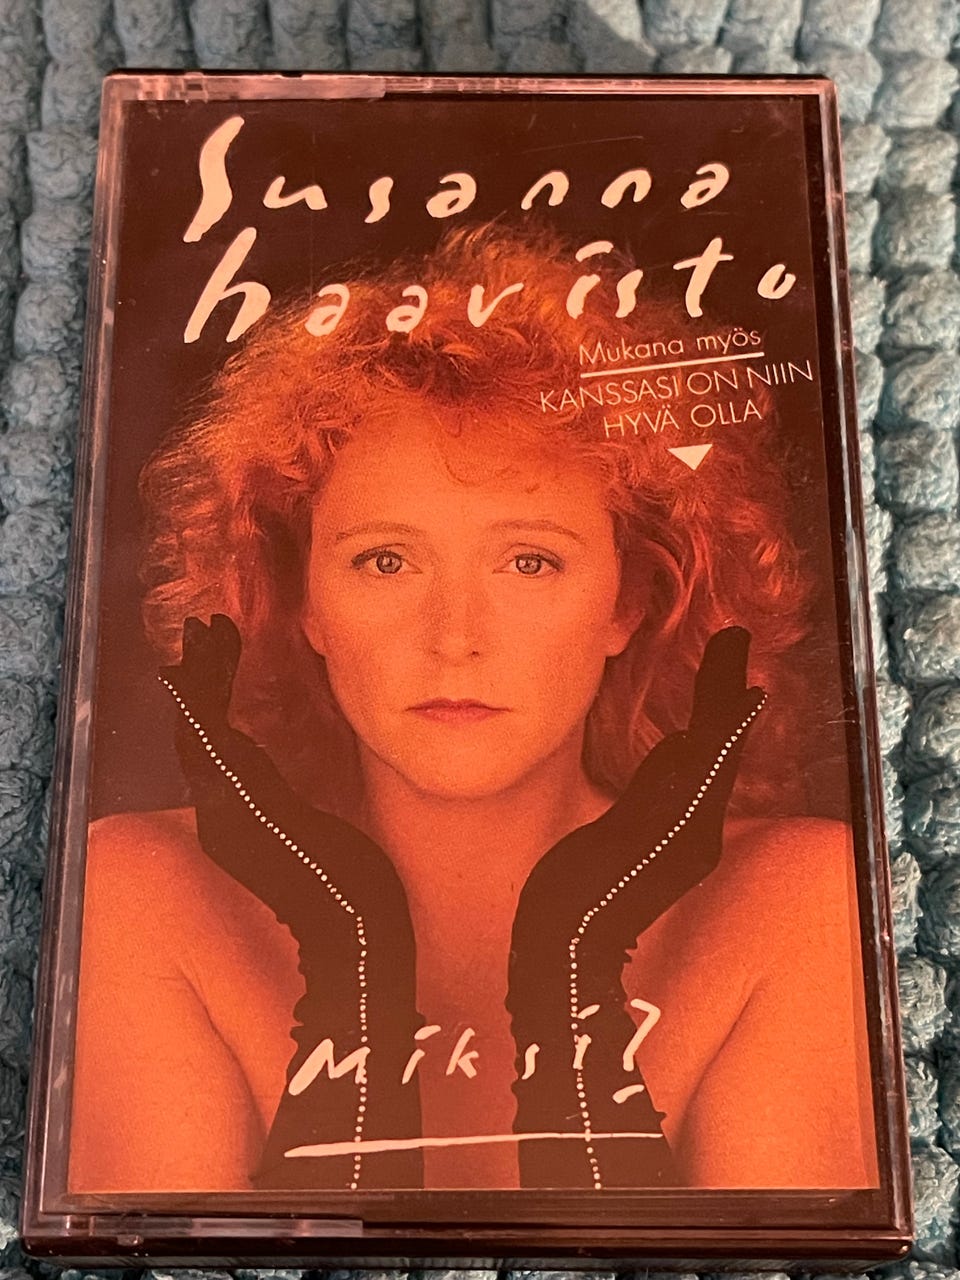 Susanna
haavisto
Mukana myös
KANSSASI ON NIIN
HYVÄ OLLA
Miksi?